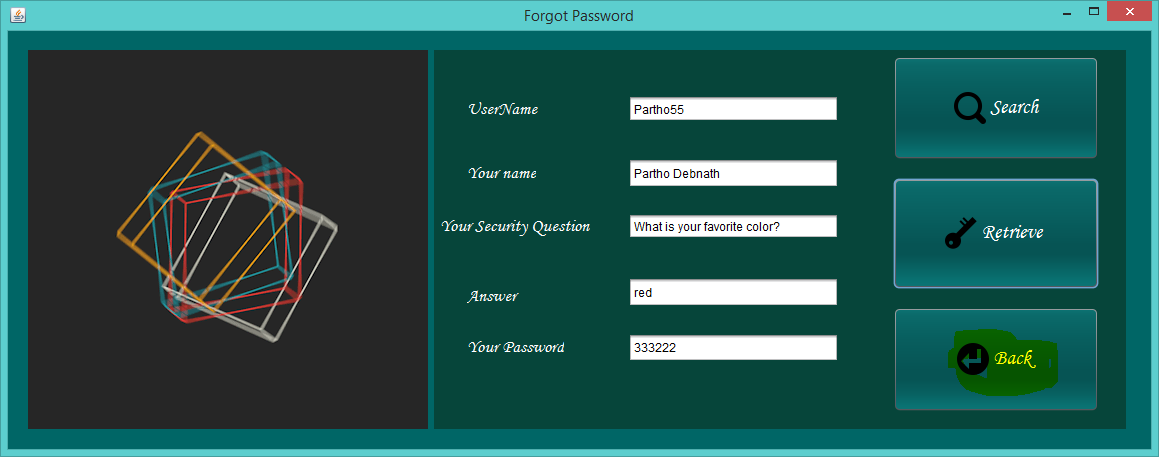 Forgot Password
UserName
Partho55
Search
Your name
Partho Debnath
Your Security Question
What is your favorite color?
Retrieve
Answer
red
Your Password
333222
Back